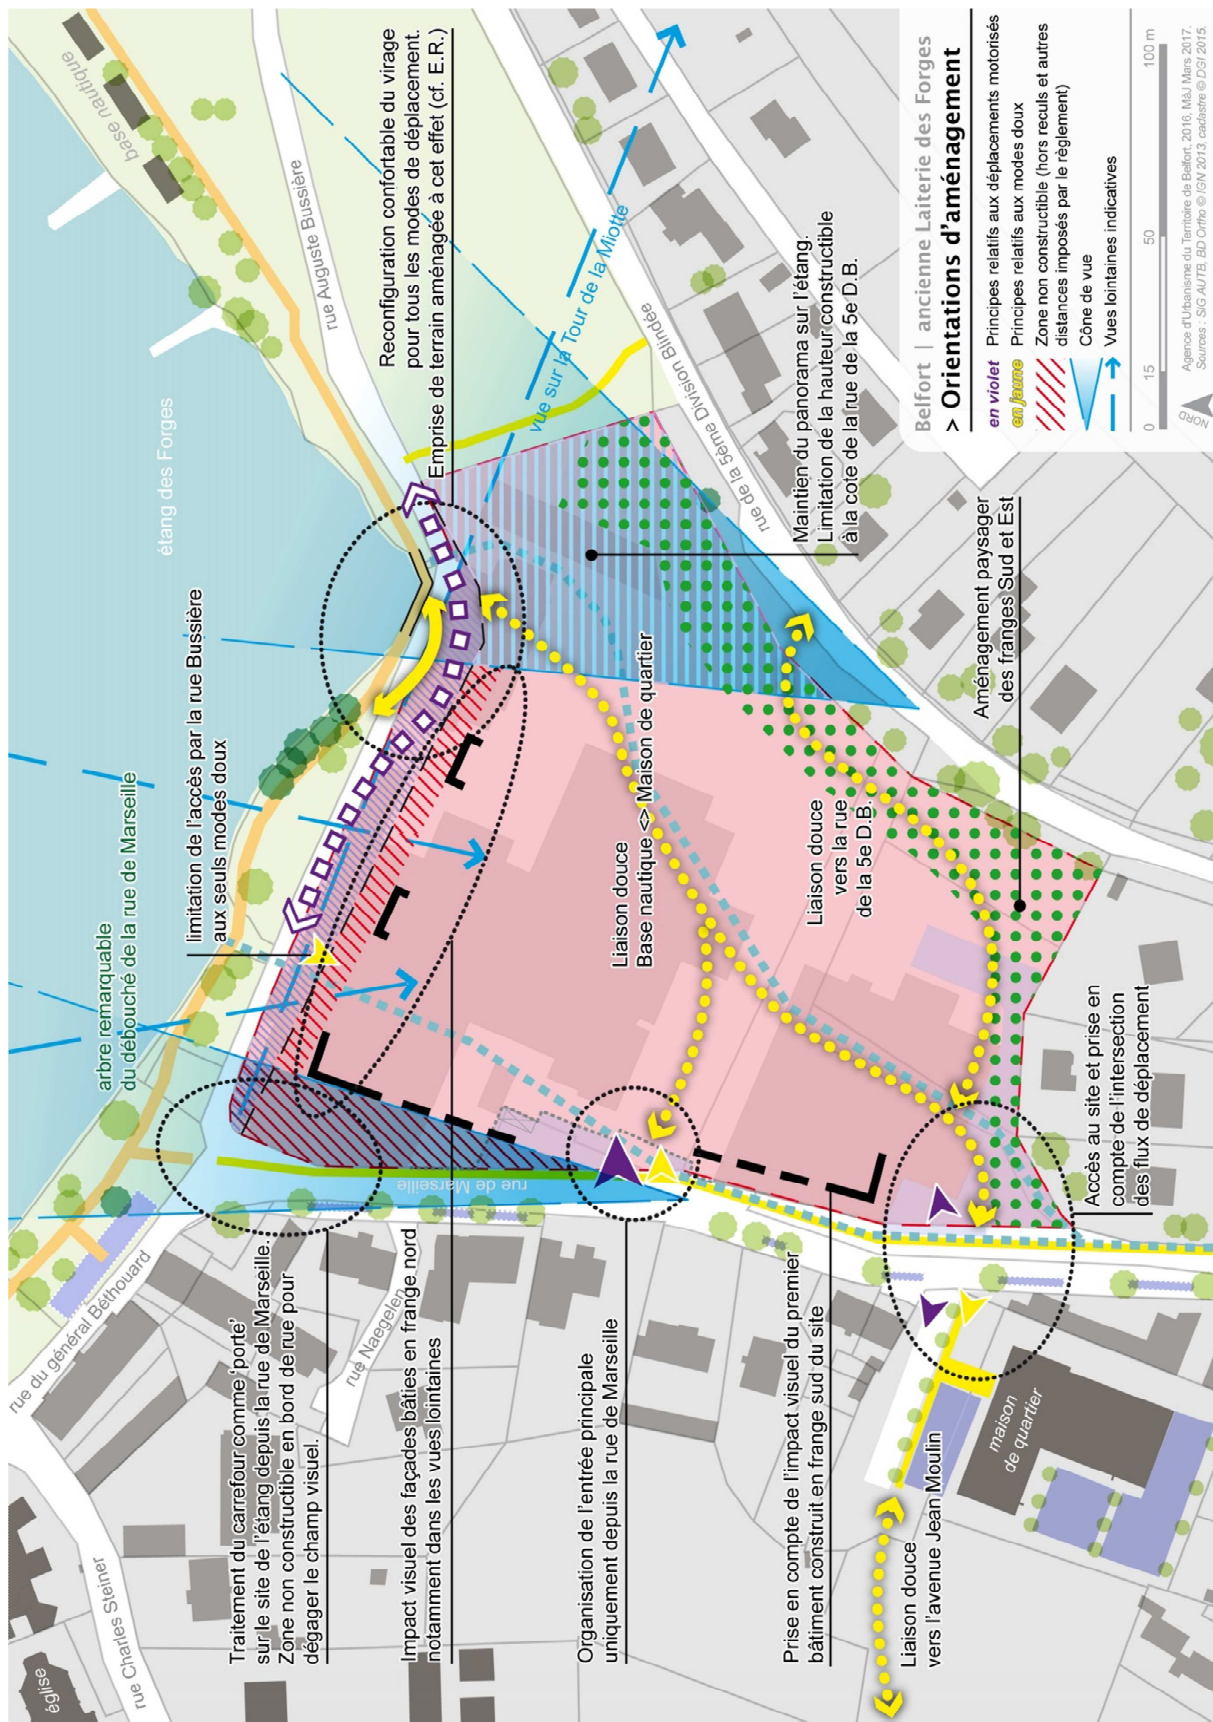 église
rue Charles Steiner
rue du général Béthouard
rue Naegelen
Traitement du carrefour comme 'porte'
sur le site de l'étang depuis la rue de Marseille.
Zone non constructible en bord de rue pour
dégager le champ visuel.
Impact visuel des façades bâties en frange nord
notamment dans les vues lointaines
Organisation de l'entrée principale
uniquement depuis la rue de Marseille
Prise en compte de l'impact visuel du premier
bâtiment construit en frange sud du site
Liaison douce
vers l'avenue Jean Moulin
maison
de quartier
rue de Marseille
arbre remarquable
du débouché de la rue de Marseille
limitation de l'accès par la rue Bussière
aux seuls modes doux
étang des Forges
base nautique
rue Auguste Bussière
Reconfiguration confortable du virage
pour tous les modes de déplacement.
Emprise de terrain aménagée à cet effet (cf. E.R.)
vue sur la Tour de la Miotte
rue de la 5ème Division Blindée
Liaison douce
Base nautique <> Maison de quartier
Liaison douce
vers la rue
de la 5e D.B.
Maintien du panorama sur l'étang.
Limitation de la hauteur constructible
à la cote de la rue de la 5e D.B.
Aménagement paysager
des franges Sud et Est
Accès au site et prise en
compte de l'intersection
des flux de déplacement
Belfort | ancienne Laiterie des Forges
> Orientations d'aménagement
en violet Principes relatifs aux déplacements motorisés
en jaune Principes relatifs aux modes doux
Zone non constructible (hors reculs et autres
distances imposés par le réglement)
Cône de vue
Vues lointaines indicatives
0 15 50 100 m
NORD
Agence d'Urbanisme du Territoire de Belfort, 2016, MàJ Mars 2017.
Sources : SIG AUTB, BD Ortho © IGN 2013, cadastre © DGI 2015.